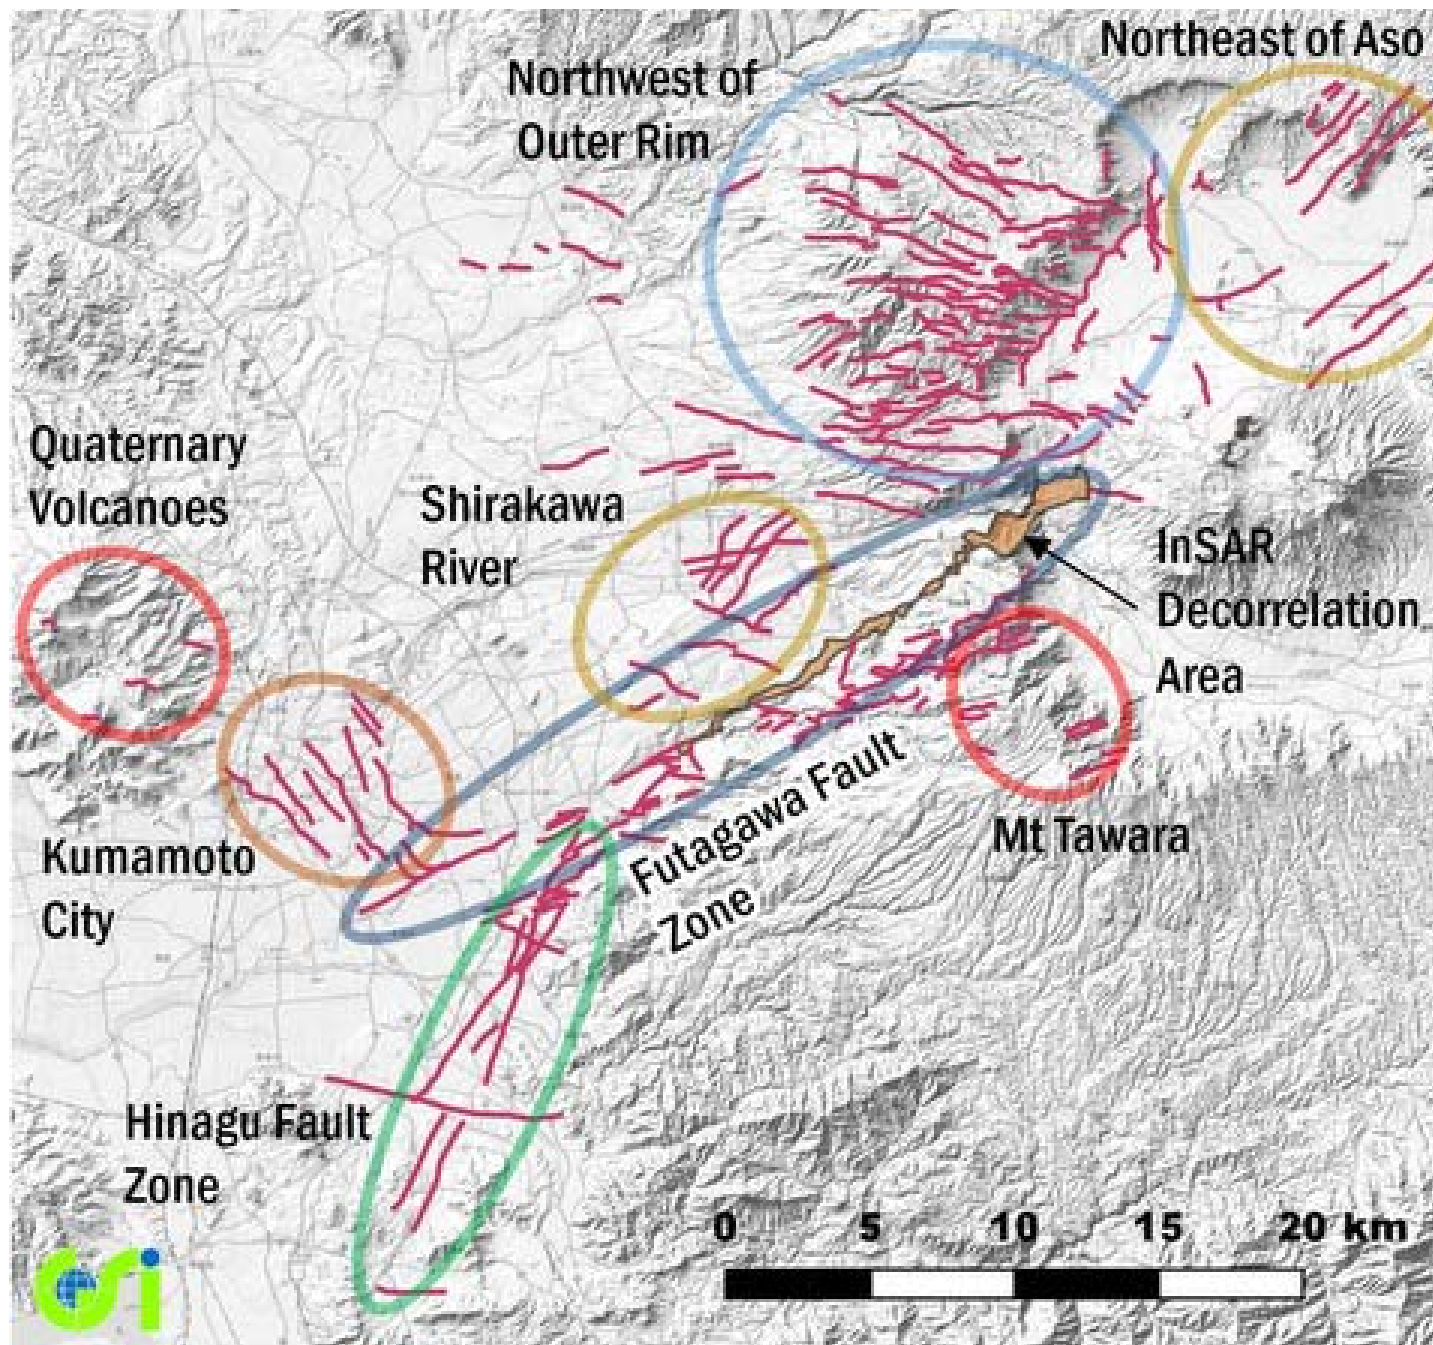 Northeast of Aso
Northwest of
Outer Rim
Quaternary
Volcanoes
Shirakawa
River
InSAR
Decorrelation
Area
Futagawa Fault
Zone
Mt Tawara
Kumamoto
City
Hinagu Fault
Zone
0 5 10 15 20 km
GSi